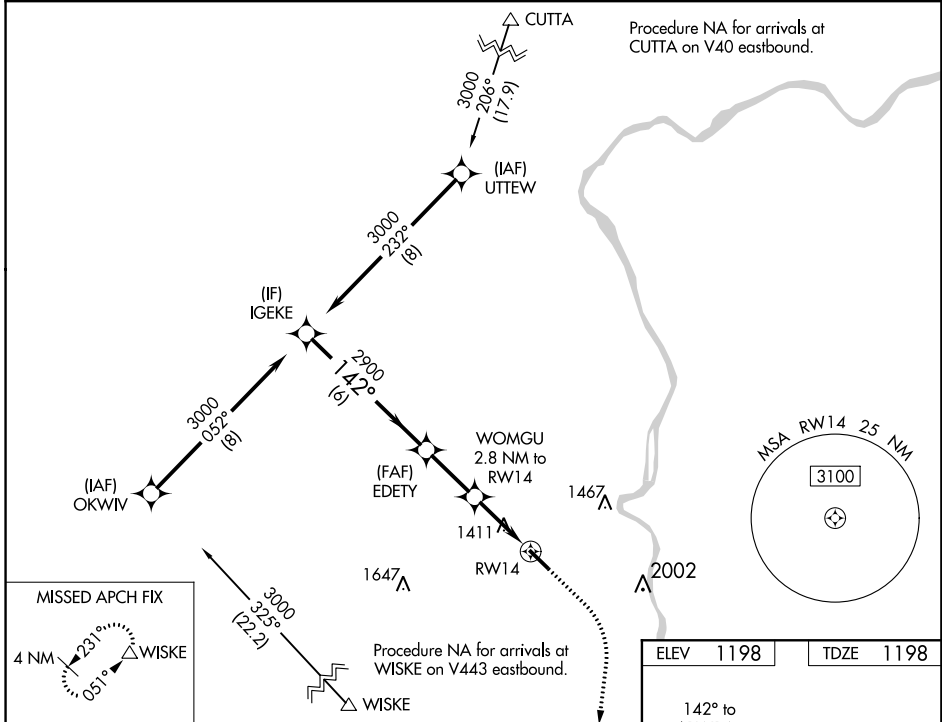 CUTTA
Procedure NA for arrivals at
CUTTA on V40 eastbound.
3000
206°
(17.9)
(IAF)
UTTEW
3000
232°
(8)
(IF)
IGEKE
2900
142°
(6)
3000
052°
(8)
(IAF)
OKWIV
(FAF)
EDETY
WOMGU
2.8 NM to
RW14
1467
1411
RW14
MSA RW14 25 NM
3100
1647
2002
3000
325°
(22.2)
MISSED APCH FIX
4 NM
231°
051°
WISKE
Procedure NA for arrivals at
WISKE on V443 eastbound.
WISKE
ELEV 1198
TDZE 1198
142° to